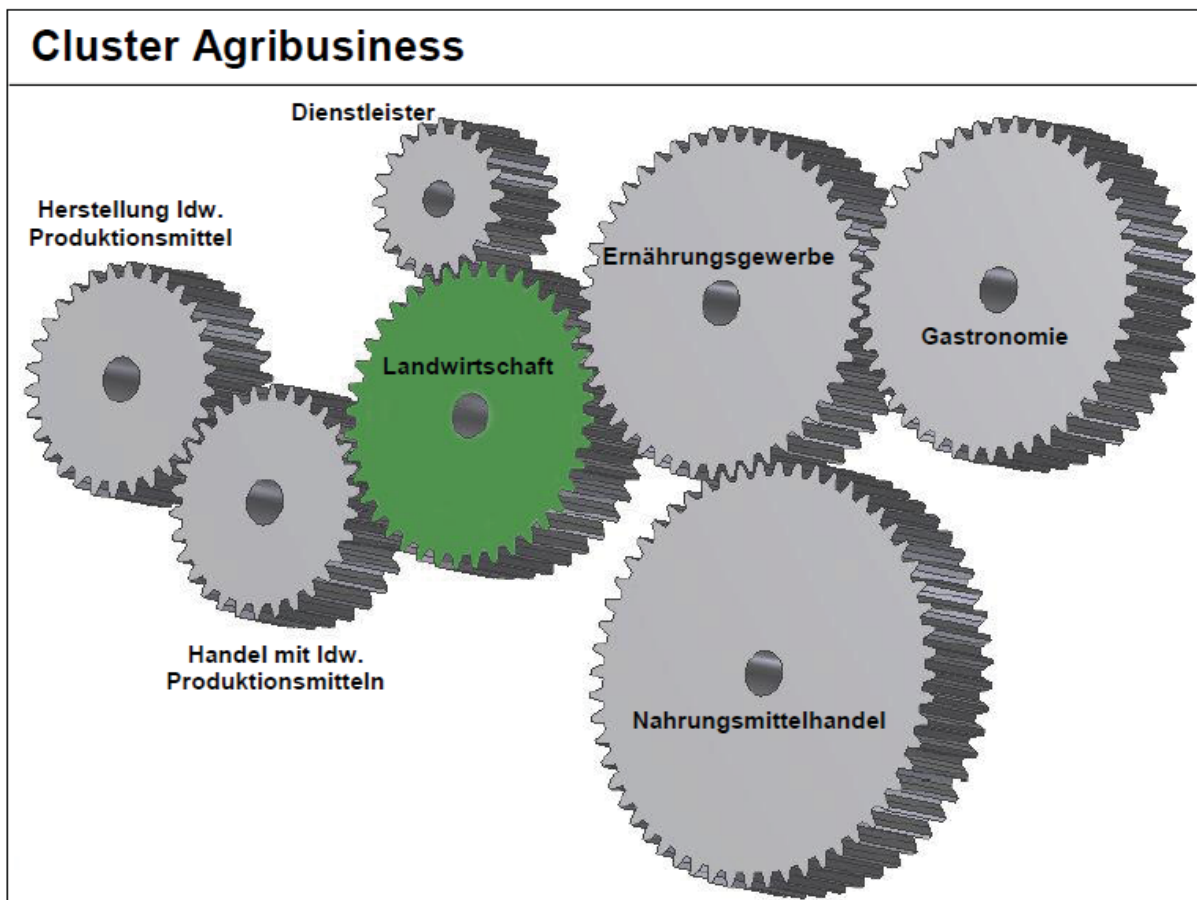 Cluster Agribusiness
Dienstleister
Herstellung ldw.
Produktionsmittel
Ernährungsgewerbe
Gastronomie
Landwirtschaft
Handel mit ldw.
Produktionsmitteln
Nahrungsmittelhandel